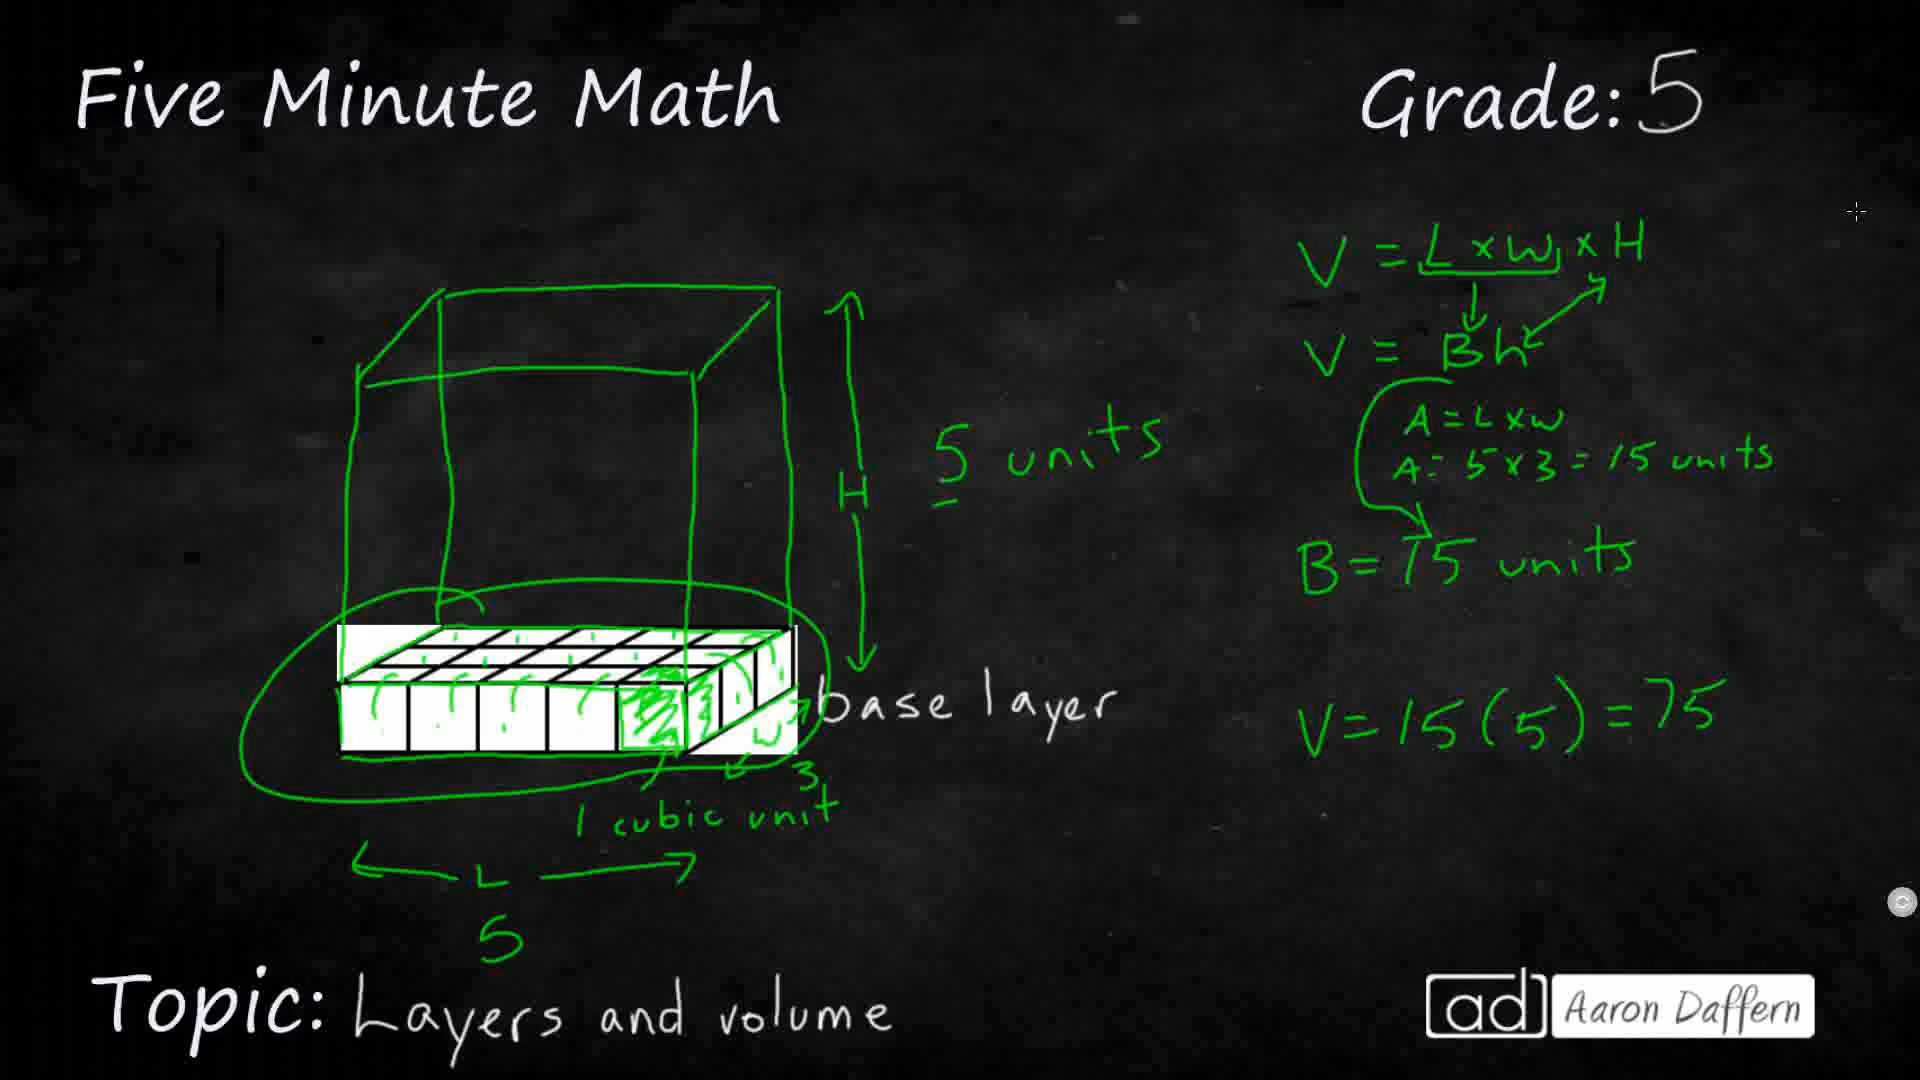 Five Minute Math
Grade: 5
V = L x W x H
V = Bh
A = L x W
A = 5 x 3 = 15 units
B = 15 units
V = 15 (5) = 75
5 units
H
base layer
W
3
1 cubic unit
L
5
Topic: Layers and volume
ad Aaron Daffern